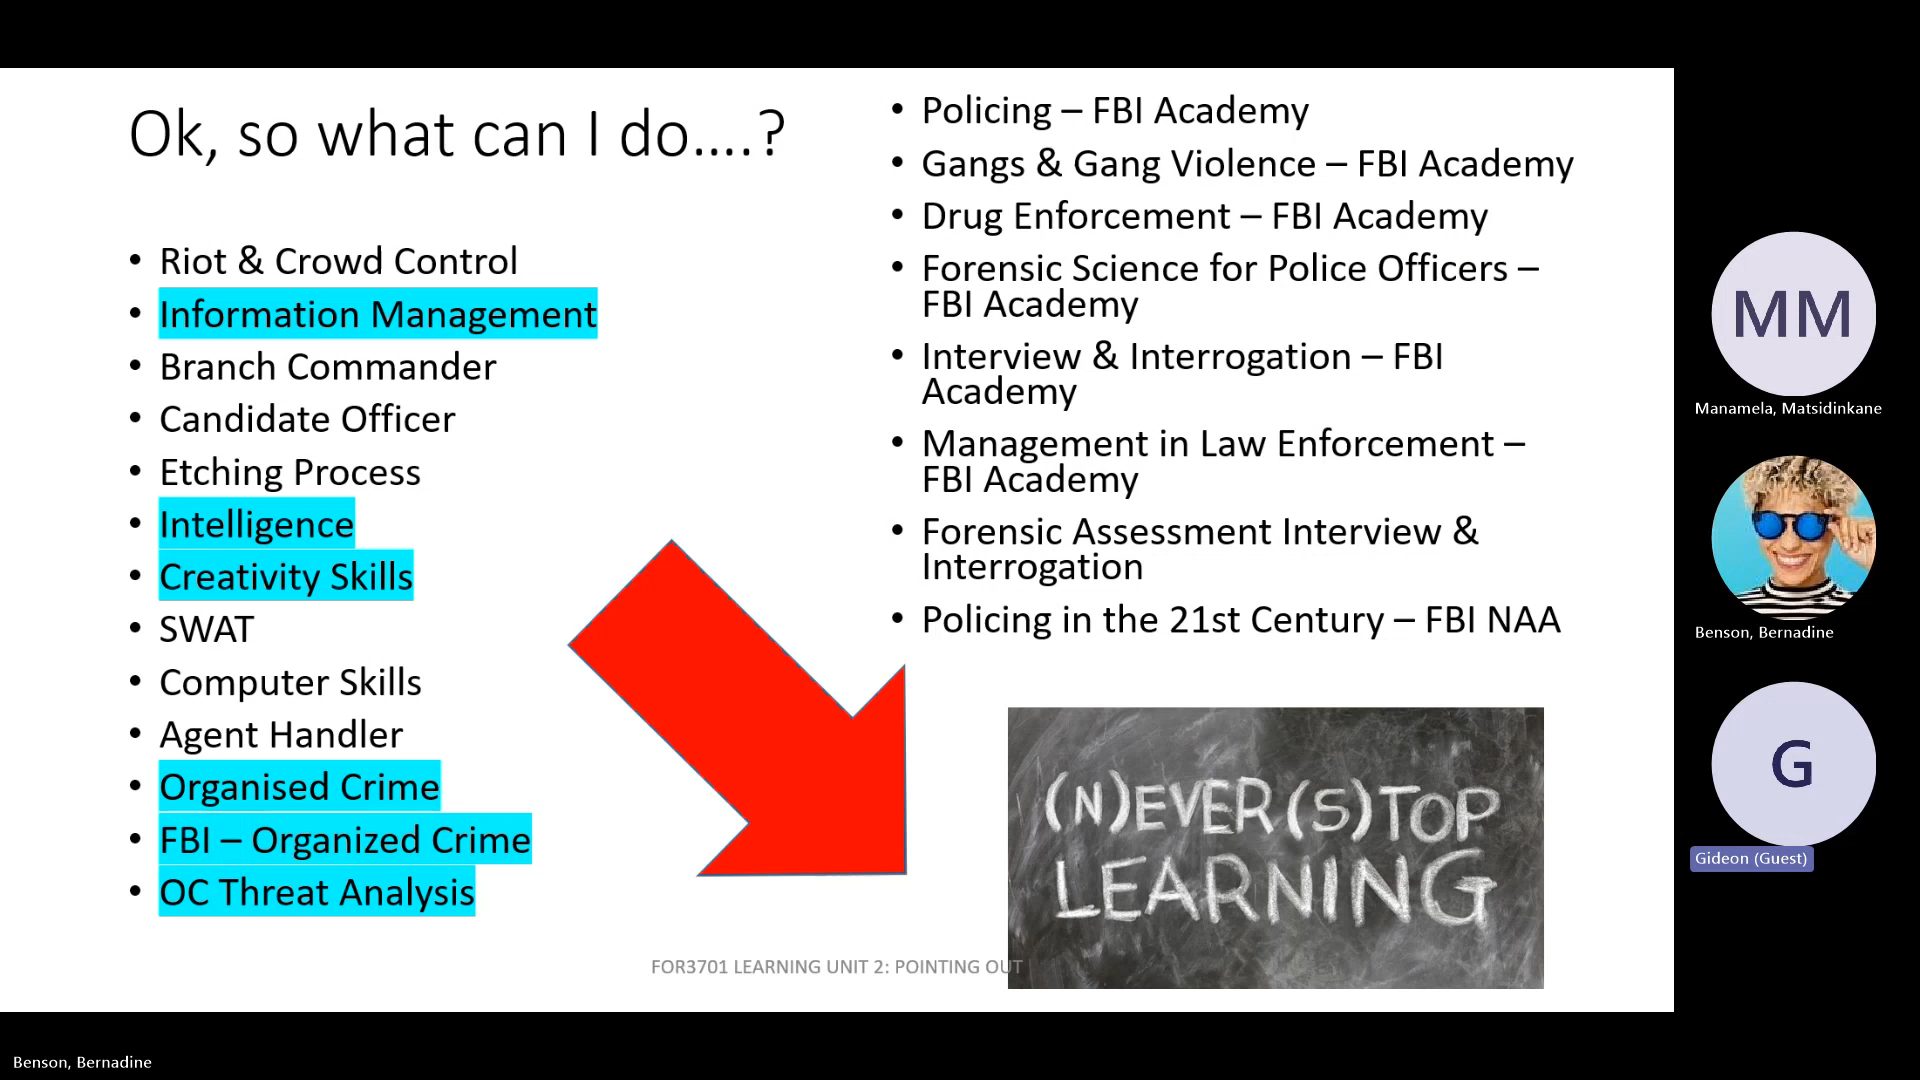 Ok, so what can I do....?
• Riot & Crowd Control
• Information Management
• Branch Commander
• Candidate Officer
• Etching Process
• Intelligence
• Creativity Skills
• SWAT
• Computer Skills
• Agent Handler
• Organised Crime
• FBI – Organized Crime
• OC Threat Analysis
• Policing – FBI Academy
• Gangs & Gang Violence – FBI Academy
• Drug Enforcement – FBI Academy
• Forensic Science for Police Officers –
FBI Academy
• Interview & Interrogation – FBI
Academy
• Management in Law Enforcement –
FBI Academy
• Forensic Assessment Interview &
Interrogation
• Policing in the 21st Century – FBI NAA
(N)EVER (S)TOP
LEARNING
FOR3701 LEARNING UNIT 2: POINTING OUT
MM
Manamela, Matsidinkane
Benson, Bernadine
G
Gideon (Guest)
Benson, Bernadine